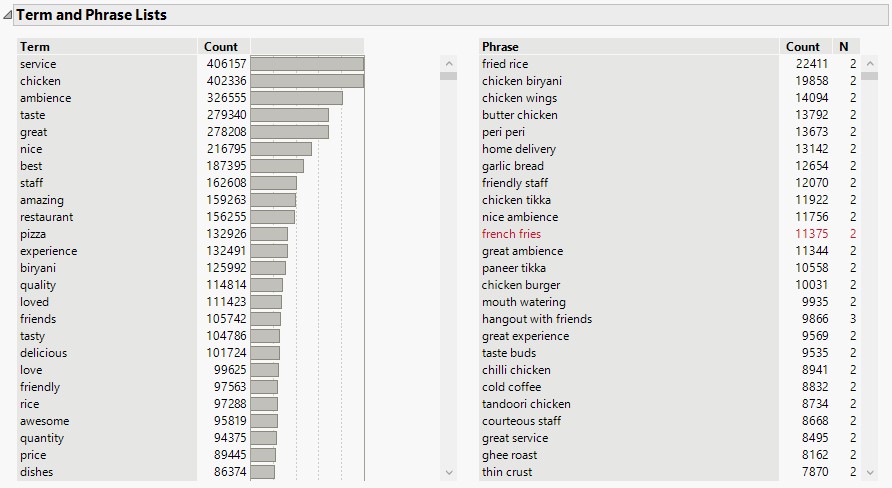 Term and Phrase Lists
Term Count
service 406157
chicken 402336
ambience 326555
taste 279340
great 278208
nice 216795
best 187395
staff 162608
amazing 159263
restaurant 156255
pizza 132926
experience 132491
biryani 125992
quality 114814
loved 111423
friends 105742
tasty 104786
delicious 101724
love 99625
friendly 97563
rice 97288
awesome 95819
quantity 94375
price 89445
dishes 86374
Phrase Count N
fried rice 22411 2
chicken biryani 19858 2
chicken wings 14094 2
butter chicken 13792 2
peri peri 13673 2
home delivery 13142 2
garlic bread 12654 2
friendly staff 12070 2
chicken tikka 11922 2
nice ambience 11756 2
french fries 11375 2
great ambience 11344 2
paneer tikka 10558 2
chicken burger 10031 2
mouth watering 9935 2
hangout with friends 9866 3
great experience 9569 2
taste buds 9535 2
chilli chicken 8941 2
cold coffee 8832 2
tandoori chicken 8734 2
courteous staff 8668 2
great service 8495 2
ghee roast 8162 2
thin crust 7870 2